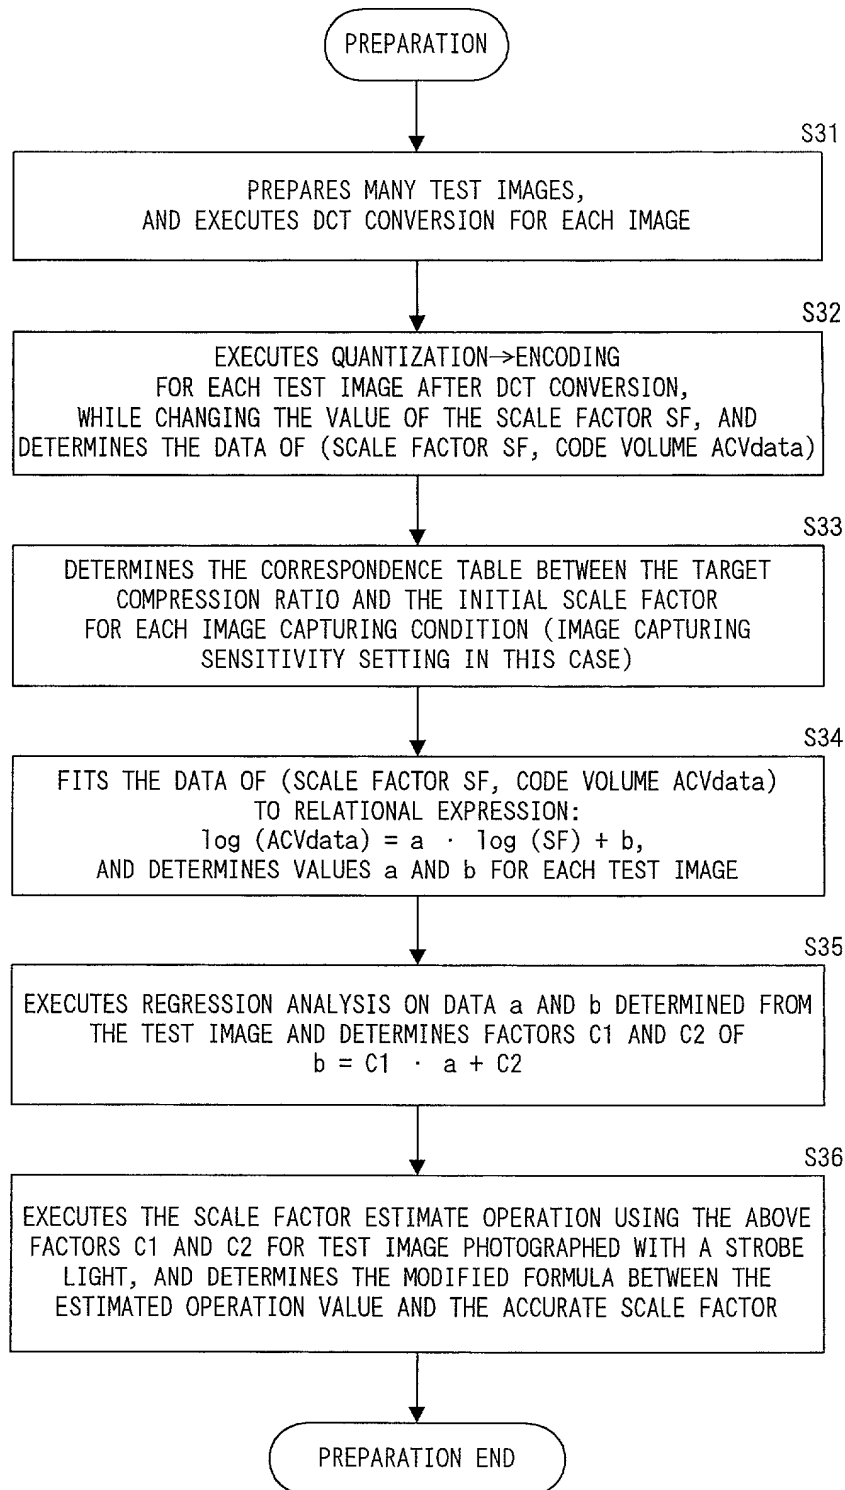 PREPARATION
S31
PREPARES MANY TEST IMAGES,
AND EXECUTES DCT CONVERSION FOR EACH IMAGE
S32
EXECUTES QUANTIZATION→ENCODING
FOR EACH TEST IMAGE AFTER DCT CONVERSION,
WHILE CHANGING THE VALUE OF THE SCALE FACTOR SF, AND
DETERMINES THE DATA OF (SCALE FACTOR SF, CODE VOLUME ACVdata)
S33
DETERMINES THE CORRESPONDENCE TABLE BETWEEN THE TARGET
COMPRESSION RATIO AND THE INITIAL SCALE FACTOR
FOR EACH IMAGE CAPTURING CONDITION (IMAGE CAPTURING
SENSITIVITY SETTING IN THIS CASE)
S34
FITS THE DATA OF (SCALE FACTOR SF, CODE VOLUME ACVdata)
TO RELATIONAL EXPRESSION:
log (ACVdata) = a · log (SF) + b,
AND DETERMINES VALUES a AND b FOR EACH TEST IMAGE
S35
EXECUTES REGRESSION ANALYSIS ON DATA a AND b DETERMINED FROM
THE TEST IMAGE AND DETERMINES FACTORS C1 AND C2 OF
b = C1 · a + C2
S36
EXECUTES THE SCALE FACTOR ESTIMATE OPERATION USING THE ABOVE
FACTORS C1 AND C2 FOR TEST IMAGE PHOTOGRAPHED WITH A STROBE
LIGHT, AND DETERMINES THE MODIFIED FORMULA BETWEEN THE
ESTIMATED OPERATION VALUE AND THE ACCURATE SCALE FACTOR
PREPARATION END